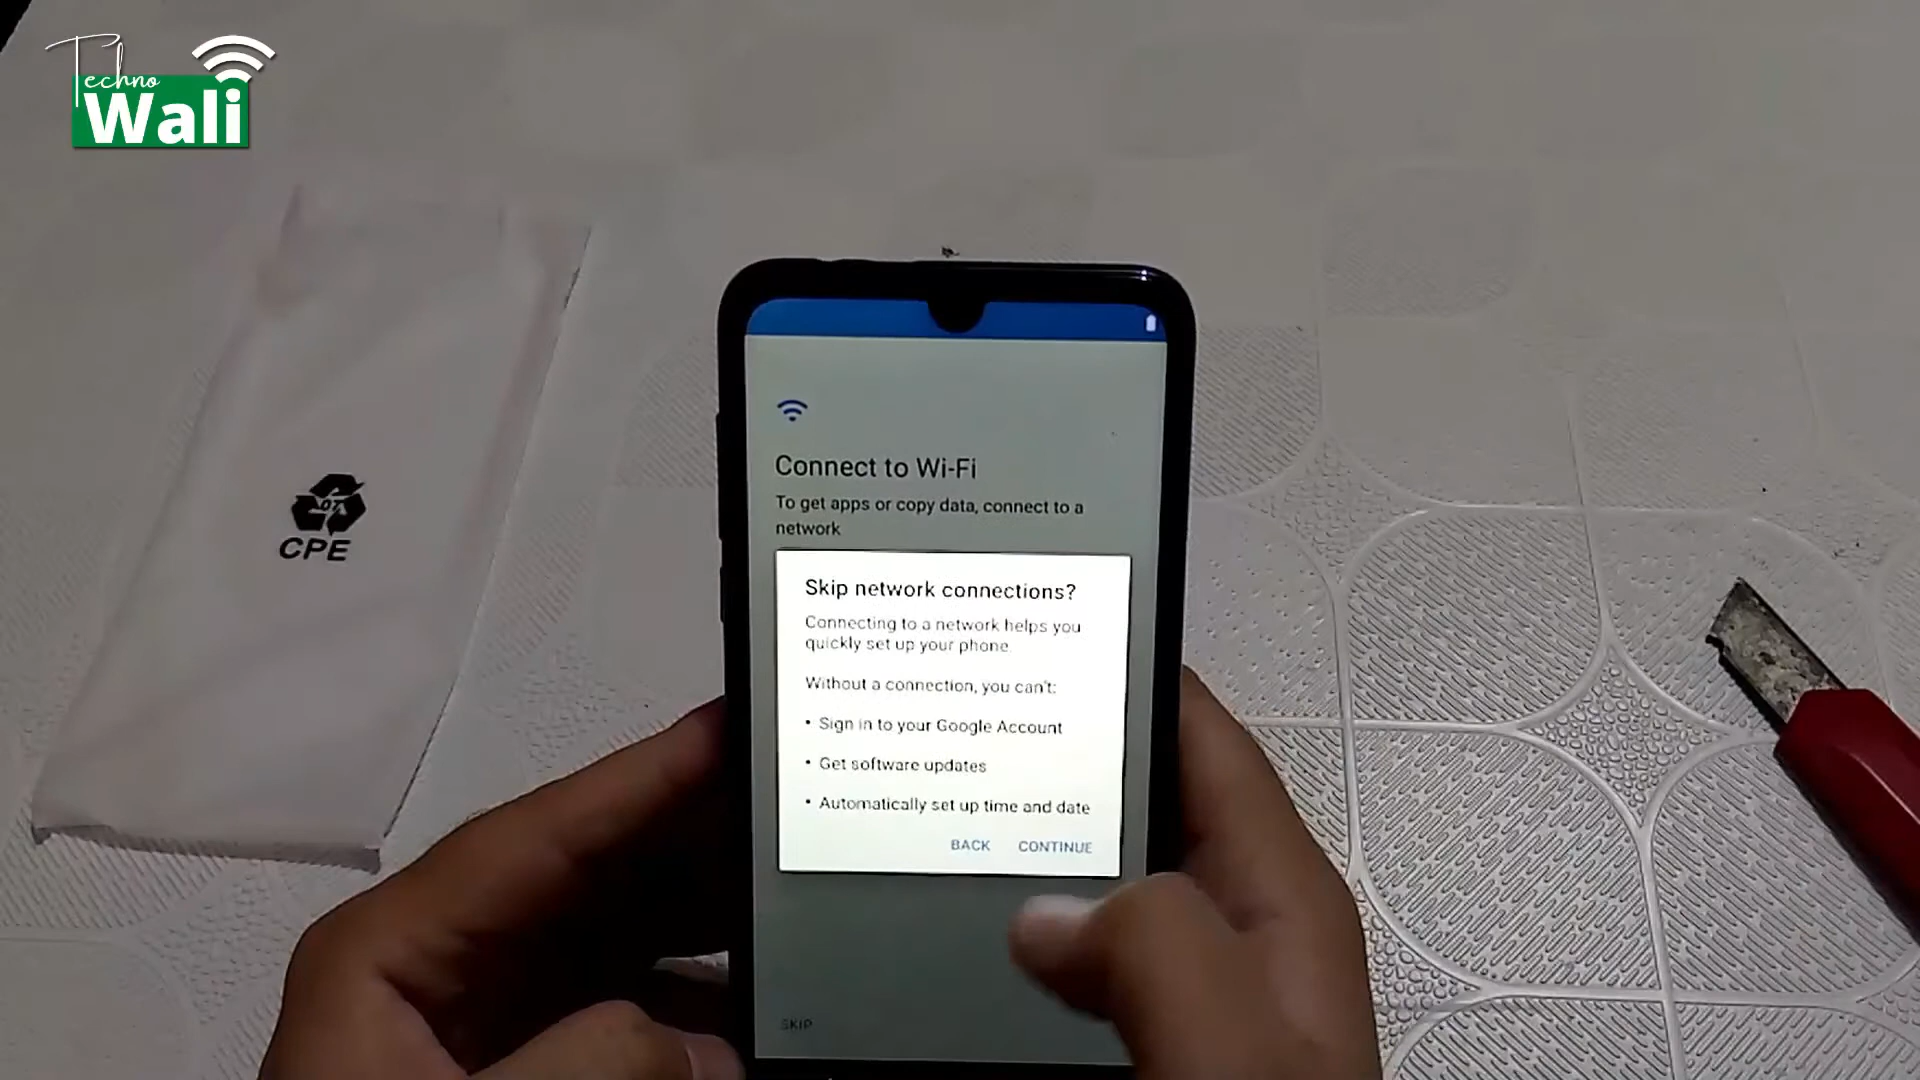 Techno
Wali
07
CPE
Connect to Wi-Fi
To get apps or copy data, connect to a
network
Skip network connections?
Connecting to a network helps you
quickly set up your phone.
Without a connection, you can't:
• Sign in to your Google Account
• Get software updates
• Automatically set up time and date
BACK CONTINUE
SKIP